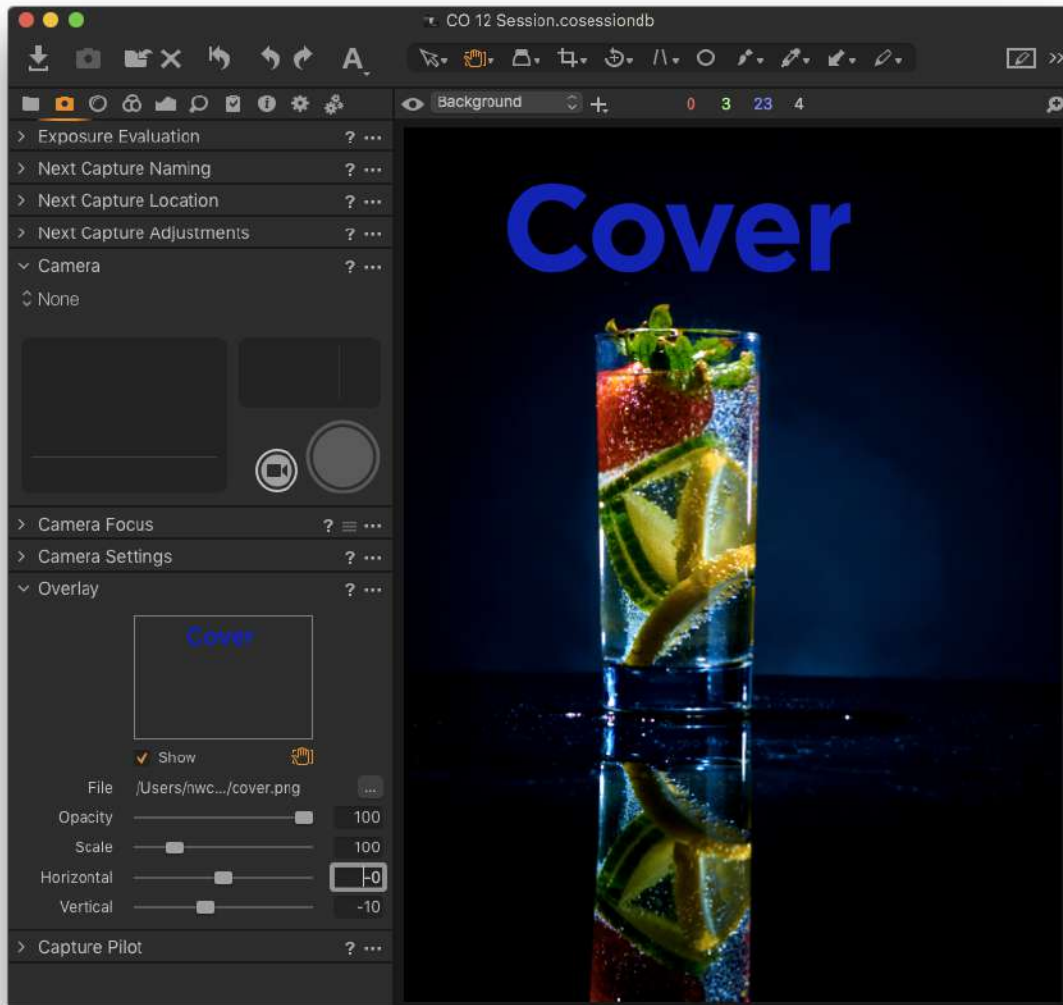 CO 12 Session.cosessiondb
A
Background
0 3 23 4
Exposure Evaluation ? ...
Next Capture Naming ? ...
Next Capture Location ? ...
Next Capture Adjustments ? ...
Camera ? ...
None
Camera Focus ? ...
Camera Settings ? ...
Overlay ? ...
Cover
Show
File /Users/nwc.../cover.png ...
Opacity 100
Scale 100
Horizontal -0
Vertical -10
Capture Pilot ? ...
Cover